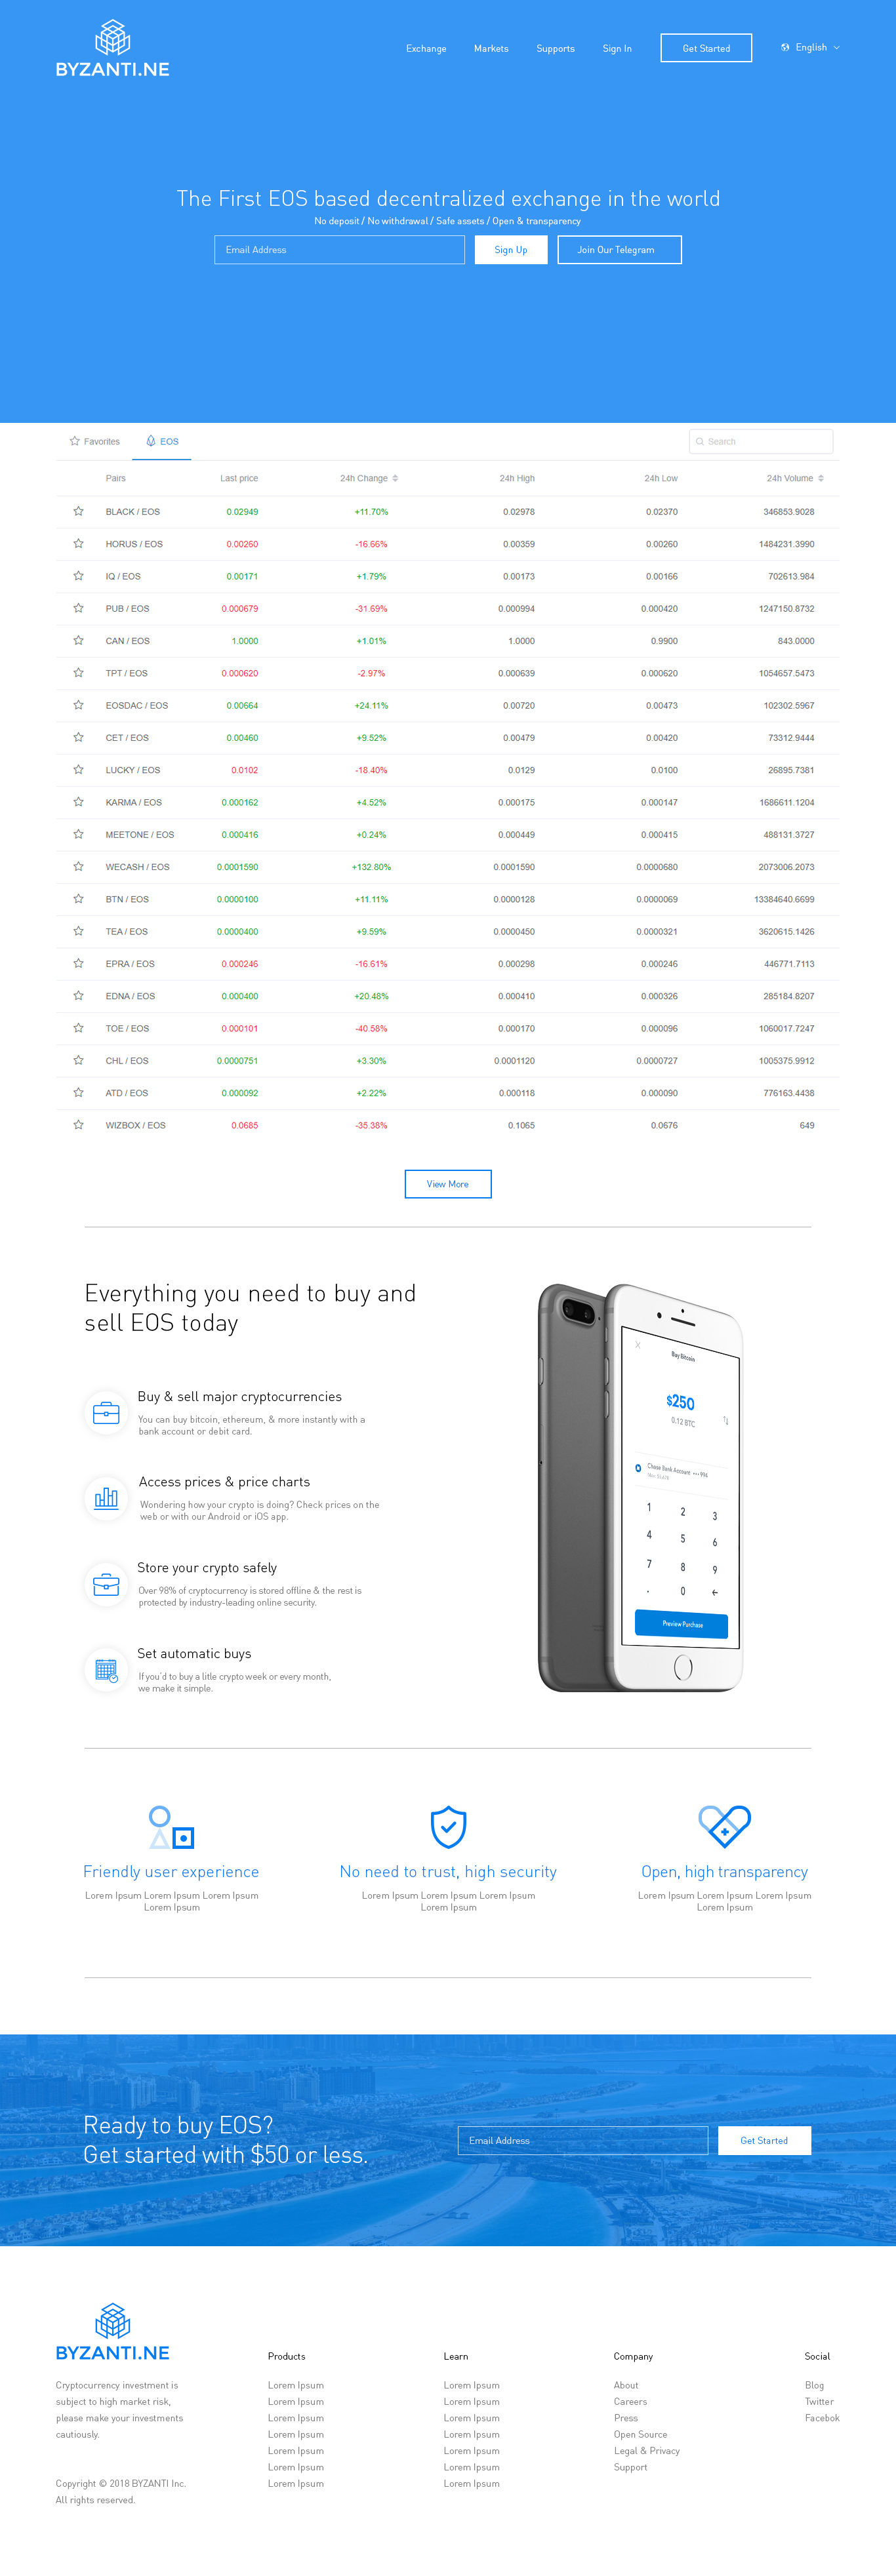 BYZANTI.NE
Exchange Markets Supports Sign In Get Started English
The First EOS based decentralized exchange in the world
No deposit / No withdrawal / Safe assets / Open & transparency
Email Address Sign Up Join Our Telegram
Favorites EOS Search
Pairs Last price 24h Change 24h High 24h Low 24h Volume
BLACK / EOS 0.02949 +11.70% 0.02978 0.02370 346853.9028
HORUS / EOS 0.00260 -16.66% 0.00359 0.00260 1484231.3990
IQ / EOS 0.00171 +1.79% 0.00173 0.00166 702613.984
PUB / EOS 0.000679 -31.69% 0.000994 0.000420 1247150.8732
CAN / EOS 1.0000 +1.01% 1.0000 0.9900 843.0000
TPT / EOS 0.000620 -2.97% 0.000639 0.000620 1054657.5473
EOSDAC / EOS 0.00664 +24.11% 0.00720 0.00473 102302.5967
CET / EOS 0.00460 +9.52% 0.00479 0.00420 73312.9444
LUCKY / EOS 0.0102 -18.40% 0.0129 0.0100 26895.7381
KARMA / EOS 0.000162 +4.52% 0.000175 0.000147 1686611.1204
MEETONE / EOS 0.000416 +0.24% 0.000449 0.000415 488131.3727
WECASH / EOS 0.0001590 +132.80% 0.0001590 0.0000680 2073006.2073
BTN / EOS 0.0000100 +11.11% 0.0000128 0.0000069 13384640.6699
TEA / EOS 0.0000400 +9.59% 0.0000450 0.0000321 3620615.1426
EPRA / EOS 0.000246 -16.61% 0.000298 0.000246 446771.7113
EDNA / EOS 0.000400 +20.48% 0.000410 0.000326 285184.8207
TOE / EOS 0.000101 -40.58% 0.000170 0.000096 1060017.7247
CHL / EOS 0.0000751 +3.30% 0.0001120 0.0000727 1005375.9912
ATD / EOS 0.000092 +2.22% 0.000118 0.000090 776163.4438
WIZBOX / EOS 0.0685 -35.38% 0.1065 0.0676 649
View More
Everything you need to buy and
sell EOS today
Buy & sell major cryptocurrencies
You can buy bitcoin, ethereum, & more instantly with a
bank account or debit card.
Access prices & price charts
Wondering how your crypto is doing? Check prices on the
web or with our Android or iOS app.
Store your crypto safely
Over 98% of cryptocurrency is stored offline & the rest is
protected by industry-leading online security.
Set automatic buys
If you'd to buy a litle crypto week or every month,
we make it simple.
X
Buy Bitcoin
$250
0.12 BTC
Chase Bank Account •••• 994
1 2 3
4 5 6
7 8 9
. 0 ←
Preview Purchase
Friendly user experience
Lorem Ipsum Lorem Ipsum Lorem Ipsum
Lorem Ipsum
No need to trust, high security
Lorem Ipsum Lorem Ipsum Lorem Ipsum
Lorem Ipsum
Open, high transparency
Lorem Ipsum Lorem Ipsum Lorem Ipsum
Lorem Ipsum
Ready to buy EOS?
Get started with $50 or less.
Email Address Get Started
BYZANTI.NE
Cryptocurrency investment is
subject to high market risk,
please make your investments
cautiously.
Copyright © 2018 BYZANTI Inc.
All rights reserved.
Products
Lorem Ipsum
Lorem Ipsum
Lorem Ipsum
Lorem Ipsum
Lorem Ipsum
Lorem Ipsum
Lorem Ipsum
Learn
Lorem Ipsum
Lorem Ipsum
Lorem Ipsum
Lorem Ipsum
Lorem Ipsum
Lorem Ipsum
Lorem Ipsum
Company
About
Careers
Press
Open Source
Legal & Privacy
Support
Social
Blog
Twitter
Facebok